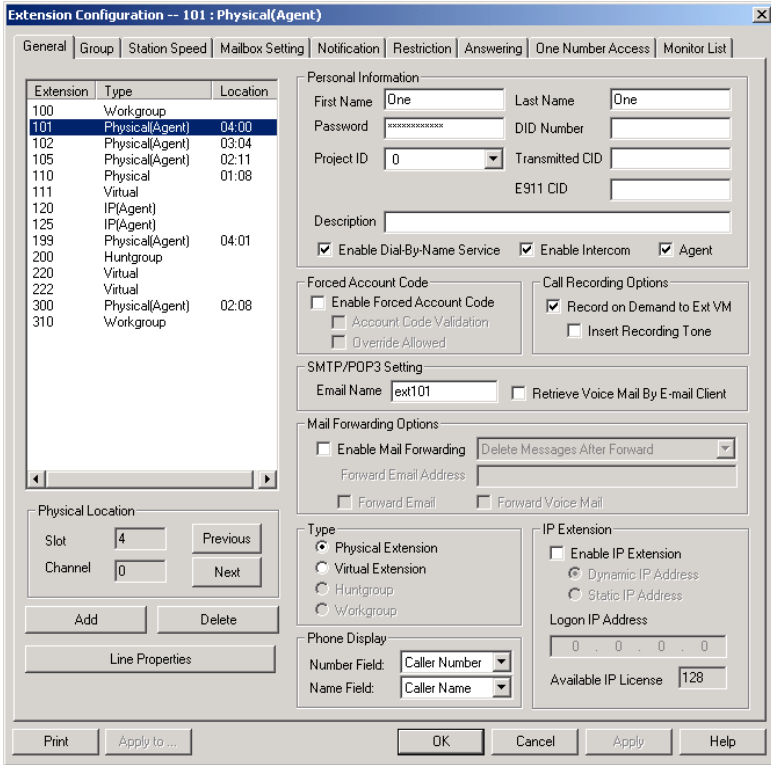 Extension Configuration -- 101 : Physical(Agent)
General Group Station Speed Mailbox Setting Notification Restriction Answering One Number Access Monitor List
Extension Type Location
100 Workgroup
101 Physical(Agent) 04:00
102 Physical(Agent) 03:04
105 Physical(Agent) 02:11
110 Physical 01:08
111 Virtual
120 IP(Agent)
125 IP(Agent)
199 Physical(Agent) 04:01
200 Huntgroup
220 Virtual
222 Virtual
300 Physical(Agent) 02:08
310 Workgroup
Physical Location
Slot 4 Previous
Channel 0 Next
Add Delete
Line Properties
Personal Information
First Name One Last Name One
Password xxxxxxxxxxxx DID Number
Project ID 0 Transmitted CID
E911 CID
Description
Enable Dial-By-Name Service Enable Intercom Agent
Forced Account Code
Enable Forced Account Code
Account Code Validation
Override Allowed
Call Recording Options
Record on Demand to Ext VM
Insert Recording Tone
SMTP/POP3 Setting
Email Name ext101 Retrieve Voice Mail By E-mail Client
Mail Forwarding Options
Enable Mail Forwarding Delete Messages After Forward
Forward Email Address
Forward Email Forward Voice Mail
Type
Physical Extension
Virtual Extension
Huntgroup
Workgroup
Phone Display
Number Field: Caller Number
Name Field: Caller Name
IP Extension
Enable IP Extension
Dynamic IP Address
Static IP Address
Logon IP Address
0 . 0 . 0 . 0
Available IP License 128
Print Apply to ... OK Cancel Apply Help